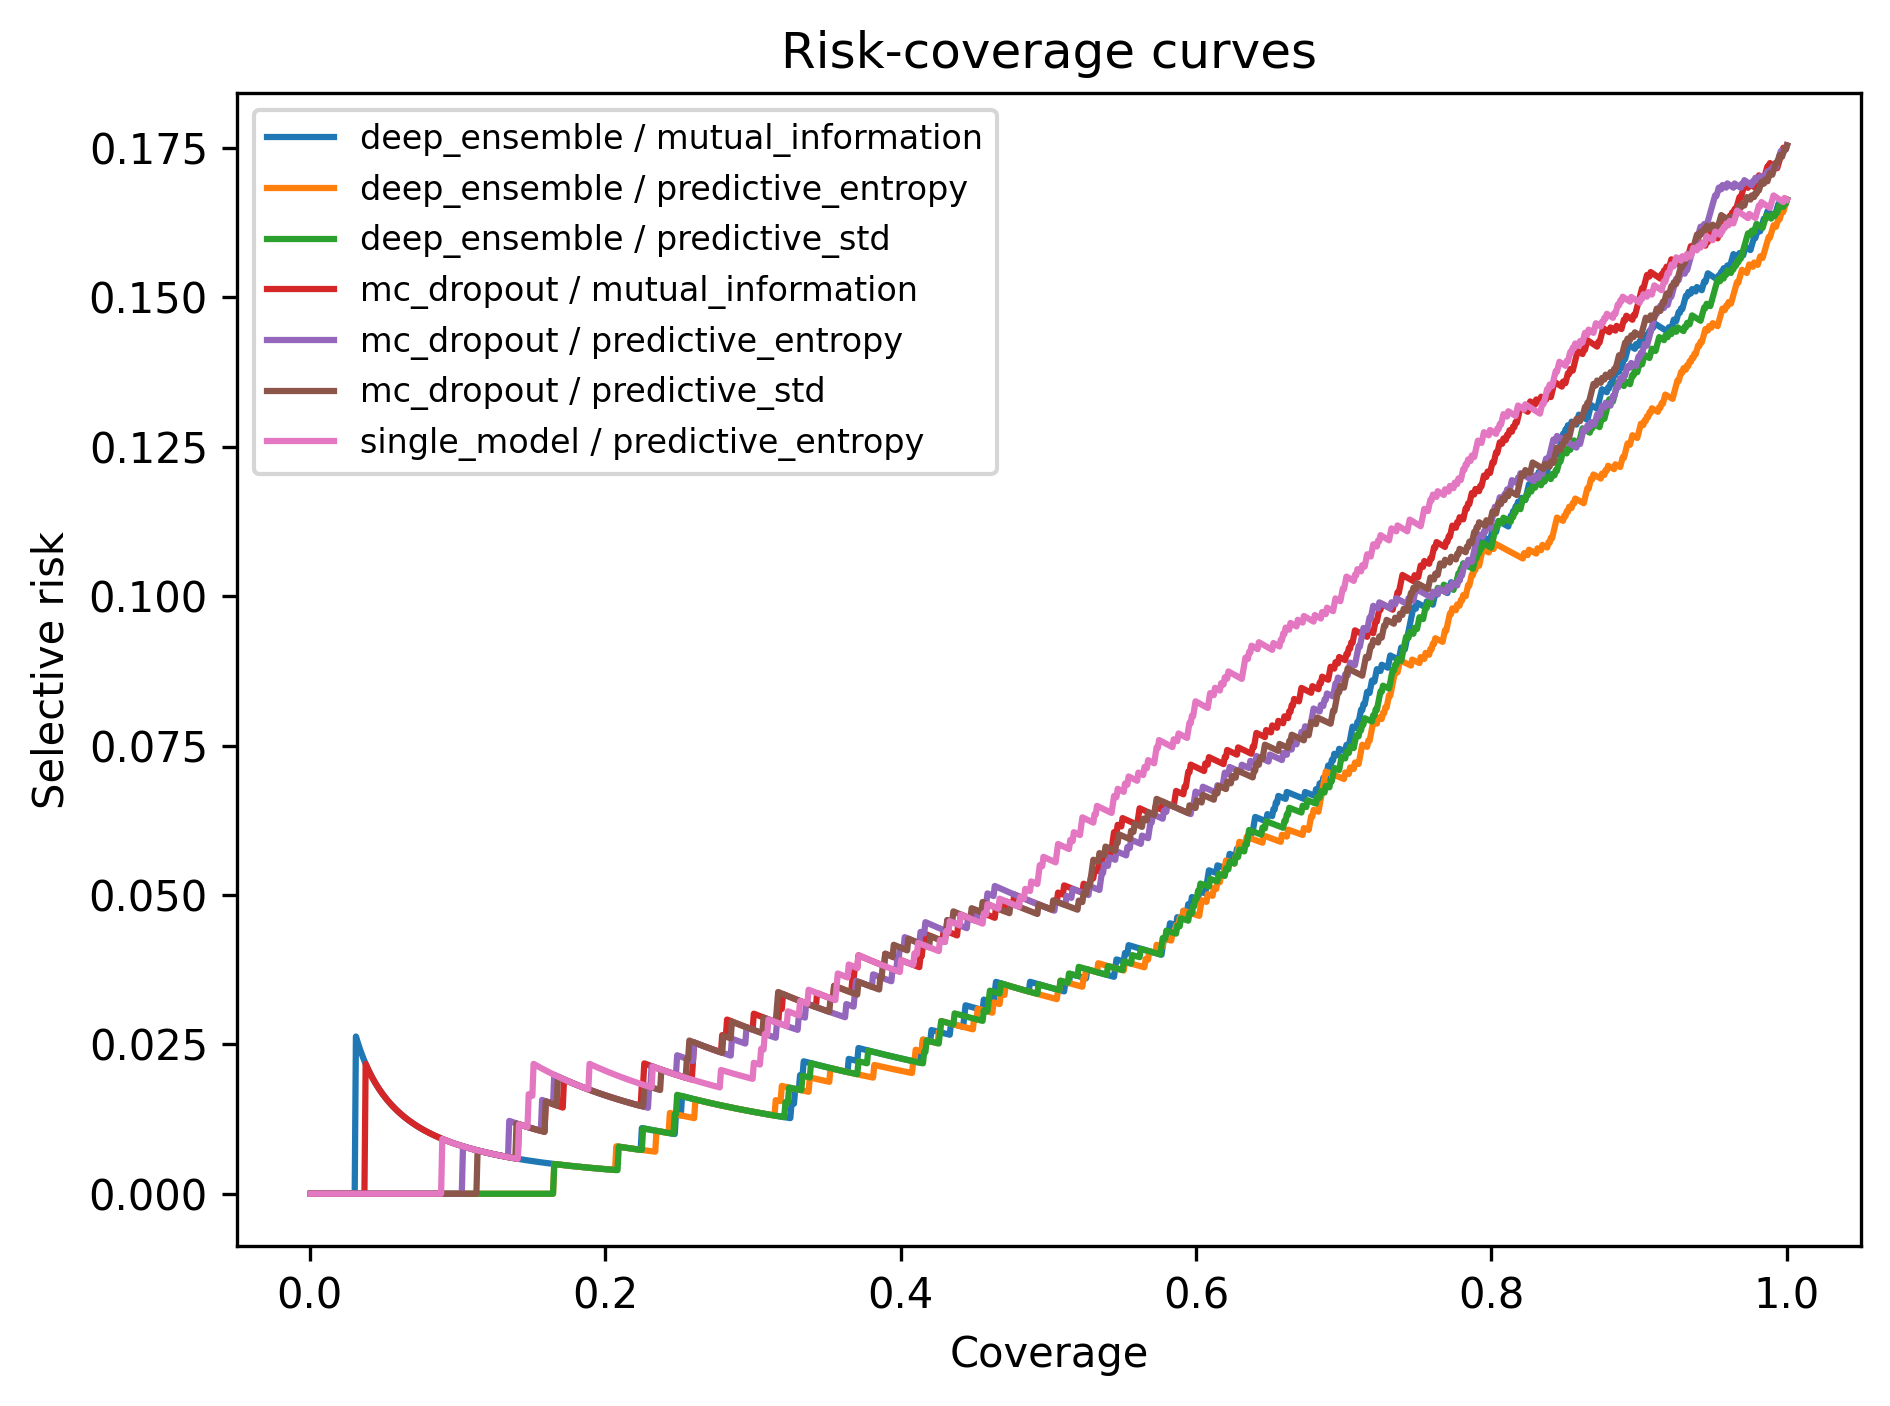 Risk-coverage curves
deep_ensemble / mutual_information
deep_ensemble / predictive_entropy
deep_ensemble / predictive_std
mc_dropout / mutual_information
mc_dropout / predictive_entropy
mc_dropout / predictive_std
single_model / predictive_entropy
Selective risk
0.175
0.150
0.125
0.100
0.075
0.050
0.025
0.000
0.0 0.2 0.4 0.6 0.8 1.0
Coverage